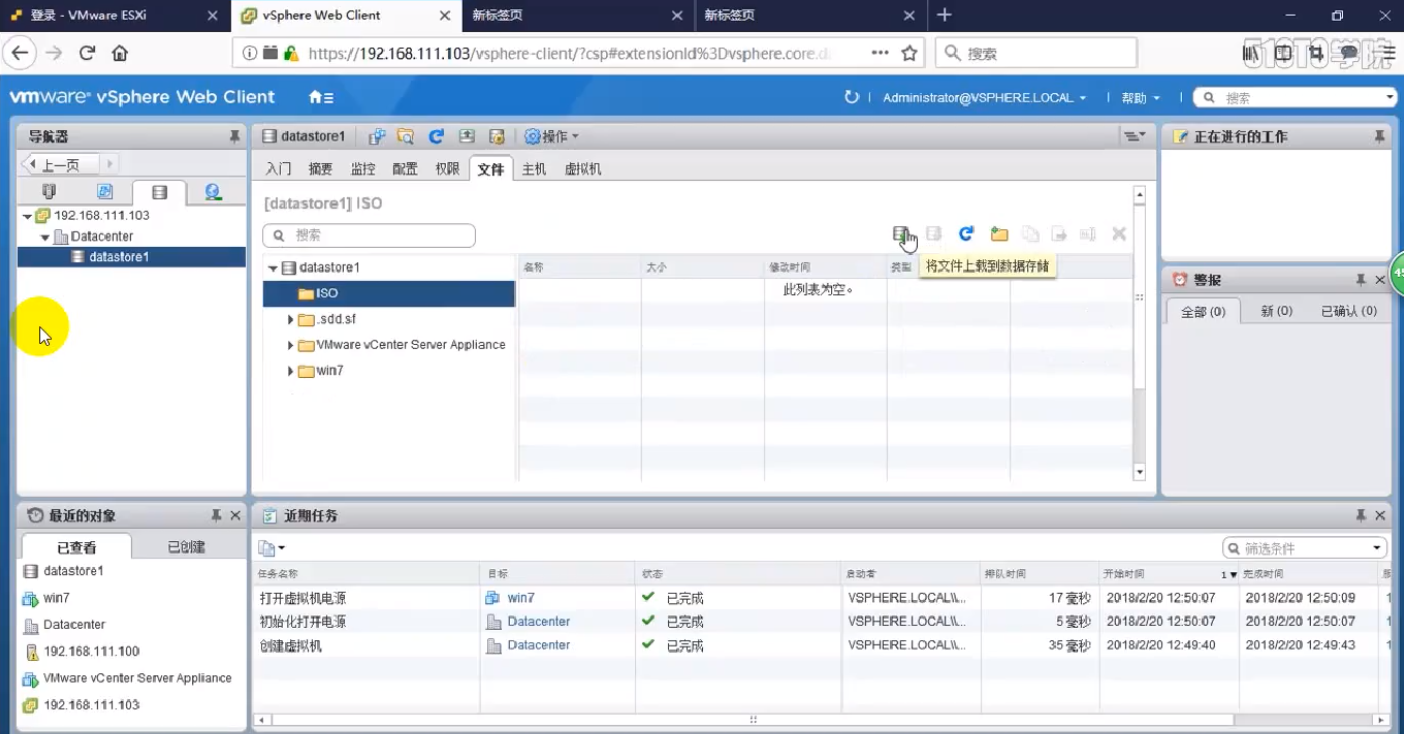 登录 - VMware ESXi
vSphere Web Client
新标签页
新标签页
https://192.168.111.103/vsphere-client/?csp#extensionId%3Dvsphere.core.d
搜索
51CTO学院
vmware® vSphere Web Client
Administrator@VSPHERE.LOCAL
帮助
搜索
导航器
上一页
192.168.111.103
Datacenter
datastore1
datastore1
操作
入门 摘要 监控 配置 权限 文件 主机 虚拟机
[datastore1] ISO
搜索
将文件上载到数据存储
datastore1
ISO
.sdd.sf
VMware vCenter Server Appliance
win7
名称 大小 修改时间 类型
此列表为空。
正在进行的工作
警报
全部 (0) 新 (0) 已确认 (0)
45
最近的对象
已查看 已创建
datastore1
win7
Datacenter
192.168.111.100
VMware vCenter Server Appliance
192.168.111.103
近期任务
筛选条件
任务名称 目标 状态 启动者 排队时间 开始时间 1 完成时间
打开虚拟机电源 win7 已完成 VSPHERE.LOCAL\\... 17 毫秒 2018/2/20 12:50:07 2018/2/20 12:50:09
初始化打开电源 Datacenter 已完成 VSPHERE.LOCAL\\... 5 毫秒 2018/2/20 12:50:07 2018/2/20 12:50:07
创建虚拟机 Datacenter 已完成 VSPHERE.LOCAL\\... 35 毫秒 2018/2/20 12:49:40 2018/2/20 12:49:43